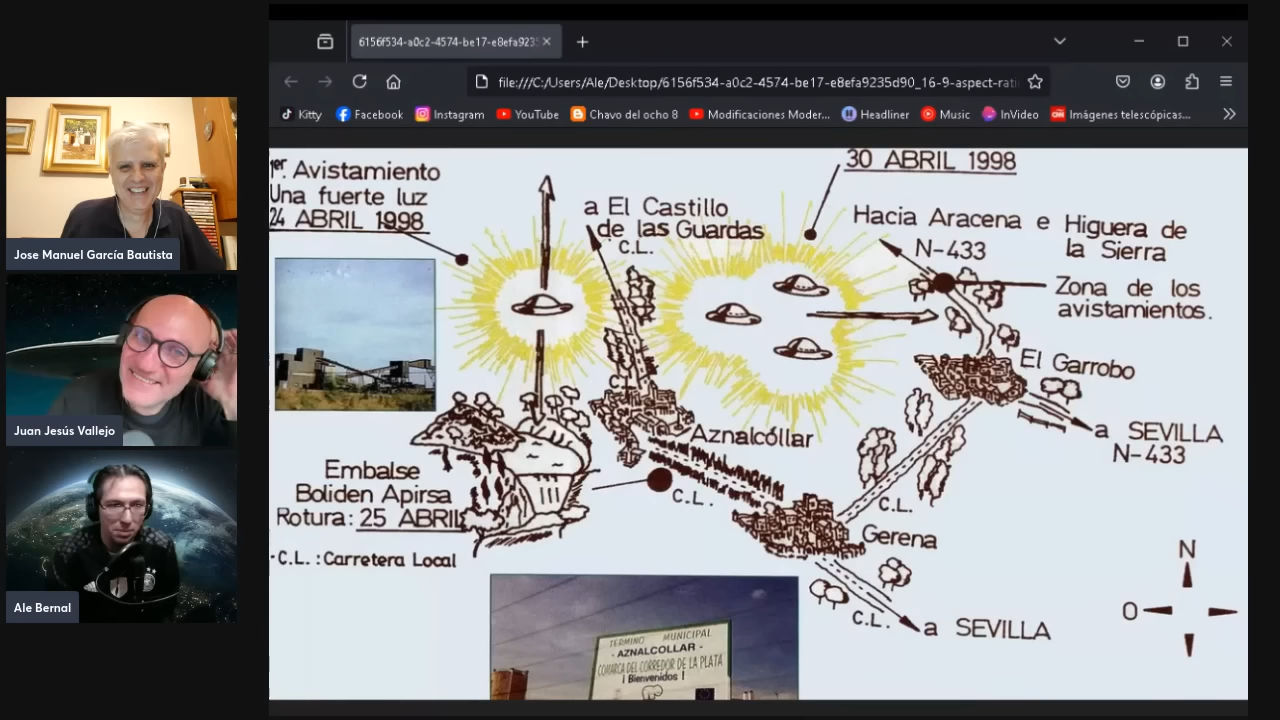 6156f534-a0c2-4574-be17-e8efa9235
file:///C:/Users/Ale/Desktop/6156f534-a0c2-4574-be17-e8efa9235d90_16-9-aspect-rati
Kitty
Facebook
Instagram
YouTube
Chavo del ocho 8
Modificaciones Moder...
Headliner
Music
InVideo
Imágenes telescópicas...
Jose Manuel García Bautista
Juan Jesús Vallejo
Ale Bernal
1er. Avistamiento
Una fuerte luz
24 ABRIL 1998
a El Castillo
de las Guardas
C.L.
30 ABRIL 1998
Hacia Aracena e Higuera de
la Sierra
N-433
Zona de los
avistamientos.
El Garrobo
a SEVILLA
N-433
Aznalcóllar
C.L.
Embalse
Boliden Apirsa
Rotura: 25 ABRIL
C.L.
C.L.
Gerena
- C.L. : Carretera Local
C.L.
a SEVILLA
N
O
TERMINO MUNICIPAL
- AZNALCOLLAR -
COMARCA DEL CORREDOR DE LA PLATA
¡ Bienvenidos !